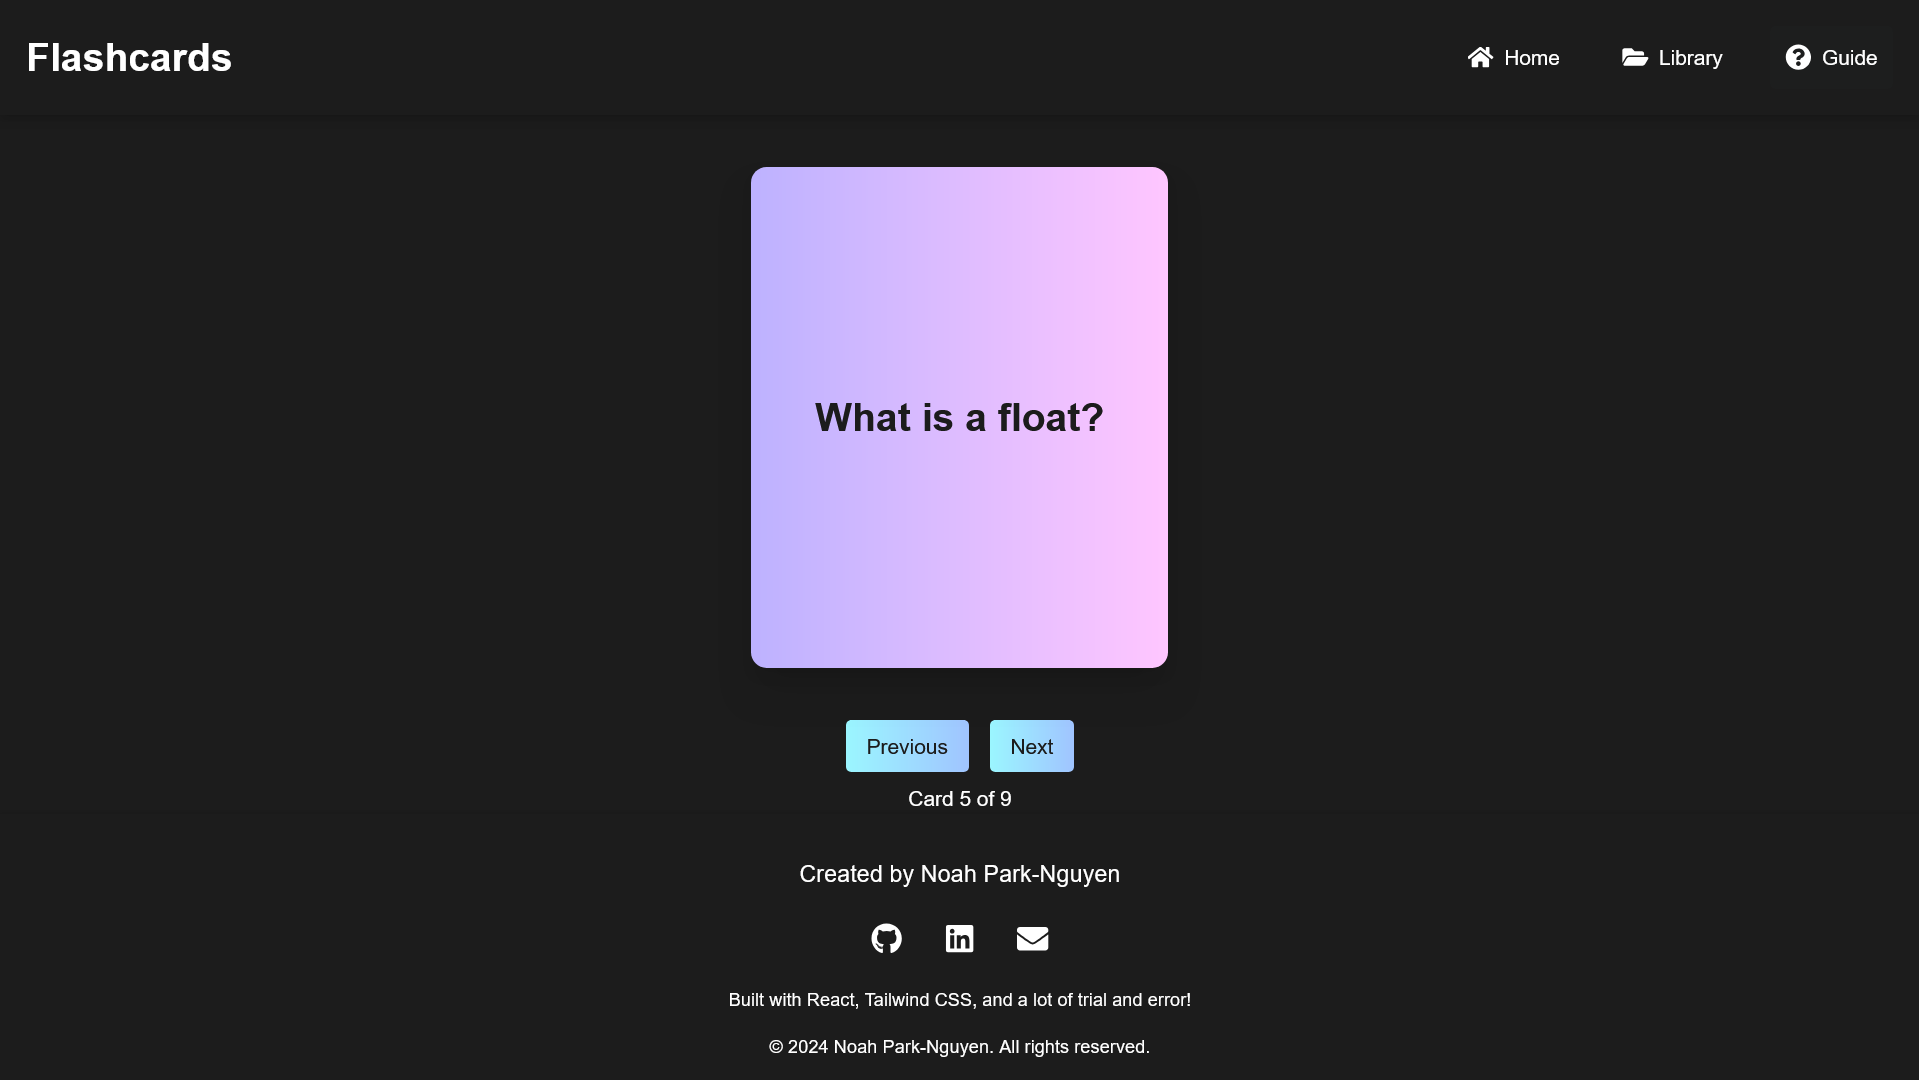 Flashcards
Home
Library
Guide
What is a float?
Previous
Next
Card 5 of 9
Created by Noah Park-Nguyen
Built with React, Tailwind CSS, and a lot of trial and error!
© 2024 Noah Park-Nguyen. All rights reserved.